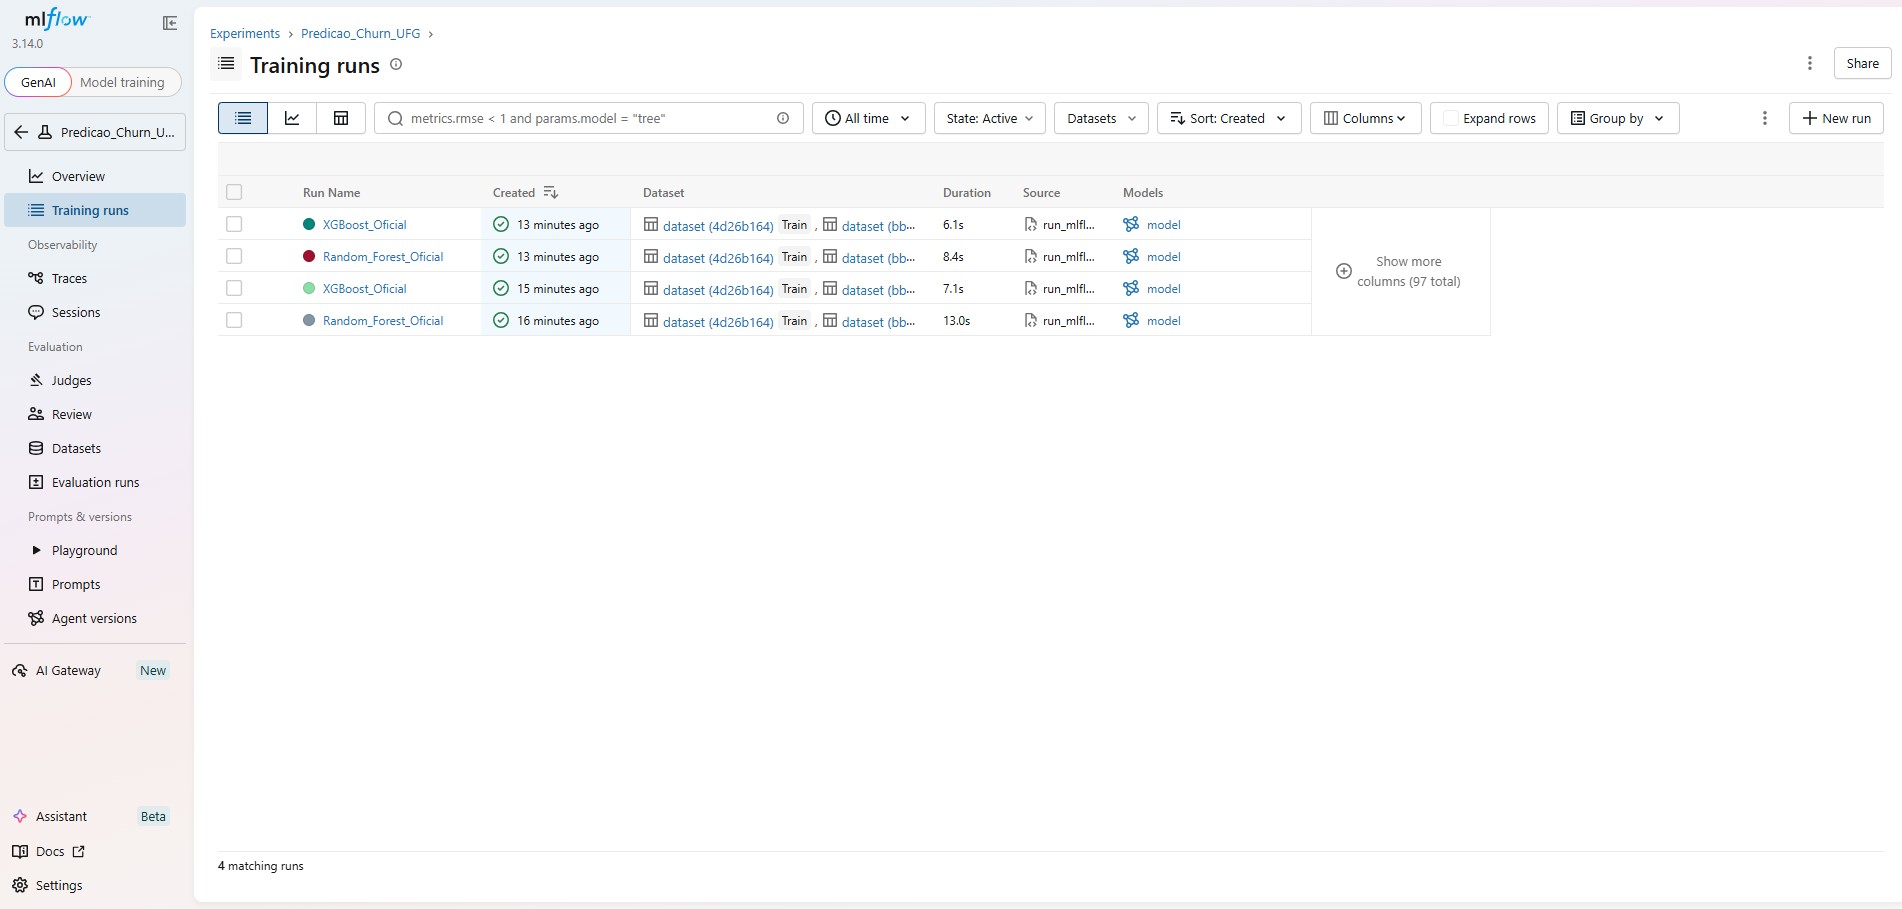 mlflow
3.14.0
GenAI Model training
Predicao_Churn_U...
Overview
Training runs
Observability
Traces
Sessions
Evaluation
Judges
Review
Datasets
Evaluation runs
Prompts & versions
Playground
Prompts
Agent versions
AI Gateway New
Assistant Beta
Docs
Settings
Experiments › Predicao_Churn_UFG ›
Training runs
Share
metrics.rmse < 1 and params.model = "tree"
All time
State: Active
Datasets
Sort: Created
Columns
Expand rows
Group by
New run
Run Name Created Dataset Duration Source Models
XGBoost_Oficial 13 minutes ago dataset (4d26b164) Train , dataset (bb... 6.1s run_mlfl... model
Random_Forest_Oficial 13 minutes ago dataset (4d26b164) Train , dataset (bb... 8.4s run_mlfl... model
XGBoost_Oficial 15 minutes ago dataset (4d26b164) Train , dataset (bb... 7.1s run_mlfl... model
Random_Forest_Oficial 16 minutes ago dataset (4d26b164) Train , dataset (bb... 13.0s run_mlfl... model
Show more
columns (97 total)
4 matching runs